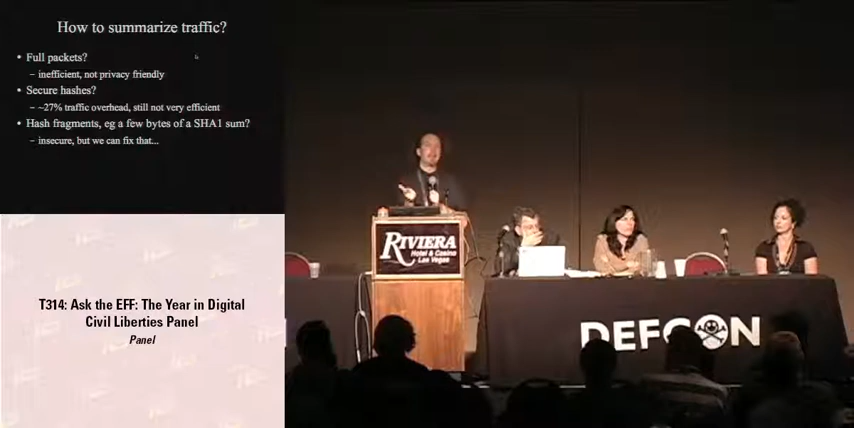 How to summarize traffic?
• Full packets?
– inefficient, not privacy friendly
• Secure hashes?
– ~27% traffic overhead, still not very efficient
• Hash fragments, eg a few bytes of a SHA1 sum?
– insecure, but we can fix that...
T314: Ask the EFF: The Year in Digital
Civil Liberties Panel
Panel
RIVIERA
Hotel & Casino
Las Vegas
DEFCON